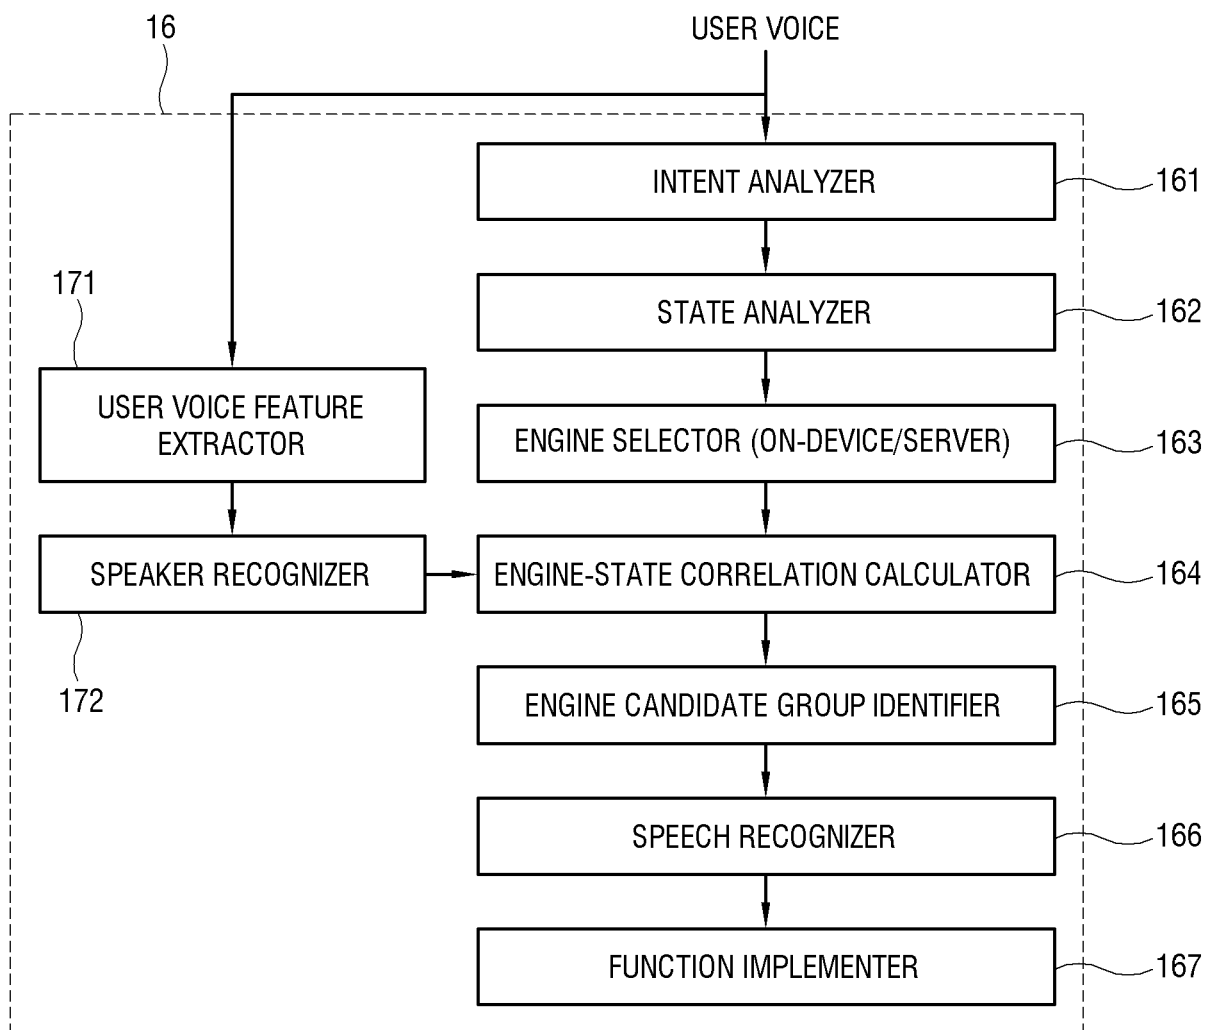 16
USER VOICE
INTENT ANALYZER
161
171
STATE ANALYZER
162
USER VOICE FEATURE
EXTRACTOR
ENGINE SELECTOR (ON-DEVICE/SERVER)
163
SPEAKER RECOGNIZER
ENGINE-STATE CORRELATION CALCULATOR
164
172
ENGINE CANDIDATE GROUP IDENTIFIER
165
SPEECH RECOGNIZER
166
FUNCTION IMPLEMENTER
167